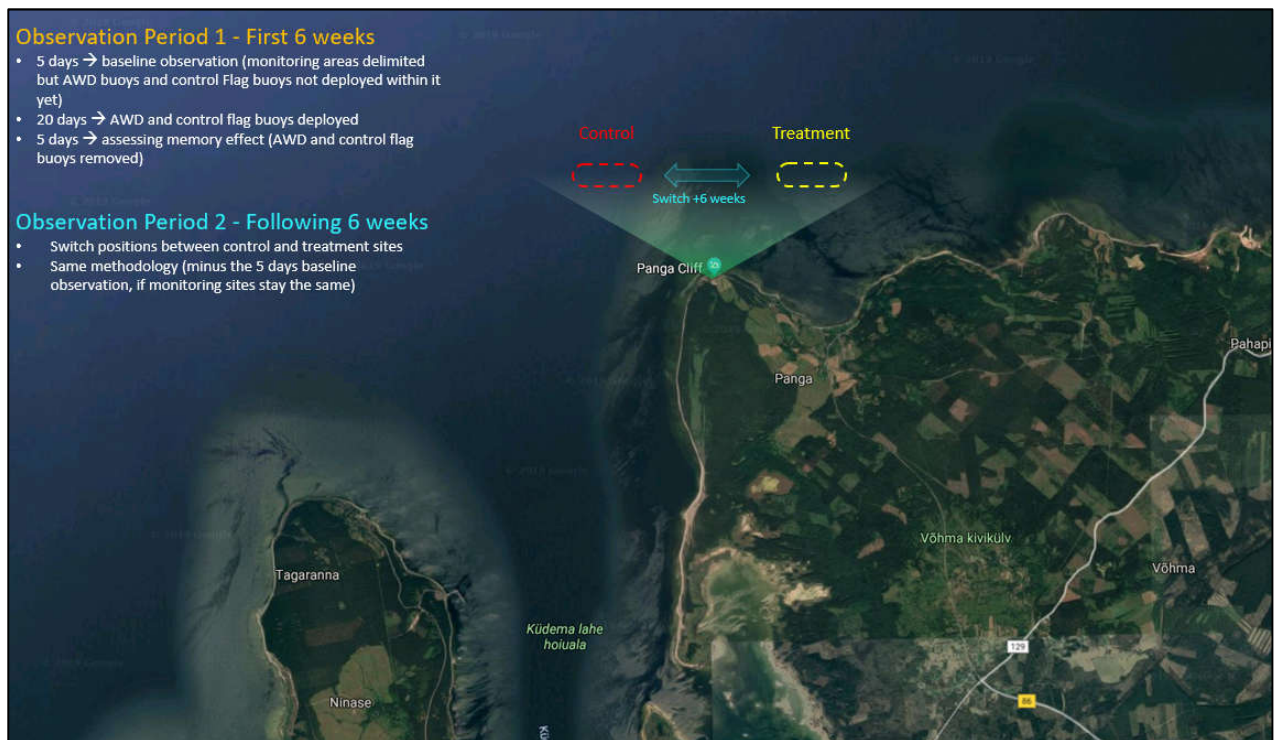 Observation Period 1 - First 6 weeks
• 5 days → baseline observation (monitoring areas delimited
but AWD buoys and control Flag buoys not deployed within it
yet)
• 20 days → AWD and control flag buoys deployed
• 5 days → assessing memory effect (AWD and control flag
buoys removed)
Observation Period 2 - Following 6 weeks
• Switch positions between control and treatment sites
• Same methodology (minus the 5 days baseline
observation, if monitoring sites stay the same)
Control
Treatment
Switch +6 weeks
Panga Cliff
Pahapi
Panga
Võhma kivikülv
Võhma
Tagaranna
Küdema lahe
hoiuala
129
86
Ninase
Kü